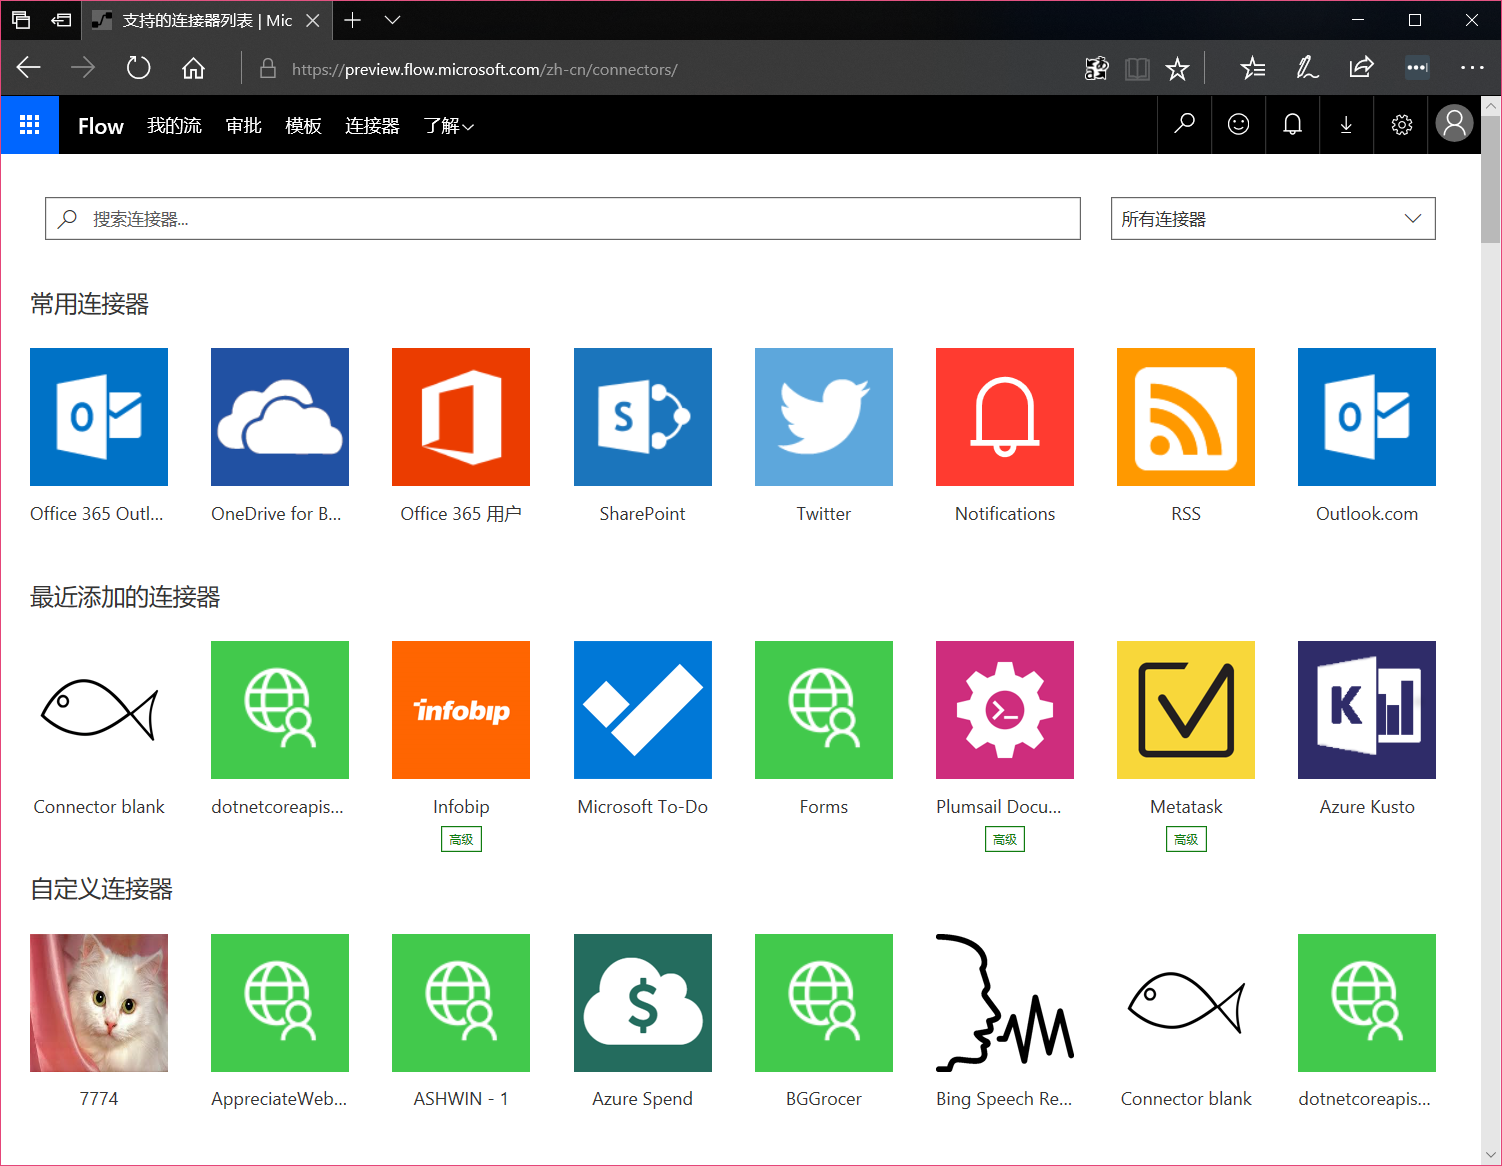 支持的连接器列表 | Mic
https://preview.flow.microsoft.com/zh-cn/connectors/
Flow 我的流 审批 模板 连接器 了解
搜索连接器...
所有连接器
常用连接器
Office 365 Outl...
OneDrive for B...
Office 365 用户
SharePoint
Twitter
Notifications
RSS
Outlook.com
最近添加的连接器
infobip
Connector blank
dotnetcoreapis...
Infobip
Microsoft To-Do
Forms
Plumsail Docu...
Metatask
Azure Kusto
高级
高级
高级
自定义连接器
7774
AppreciateWeb...
ASHWIN - 1
Azure Spend
BGGrocer
Bing Speech Re...
Connector blank
dotnetcoreapis...